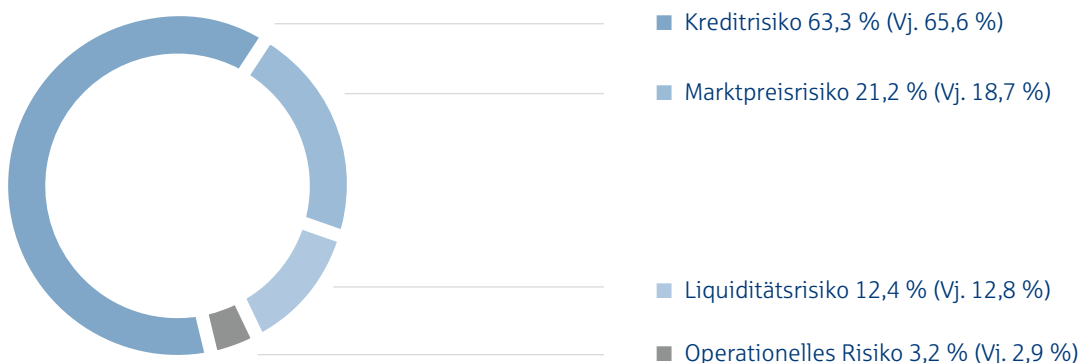 Kreditrisiko 63,3 % (Vj. 65,6 %)
Marktpreisrisiko 21,2 % (Vj. 18,7 %)
Liquiditätsrisiko 12,4 % (Vj. 12,8 %)
Operationelles Risiko 3,2 % (Vj. 2,9 %)